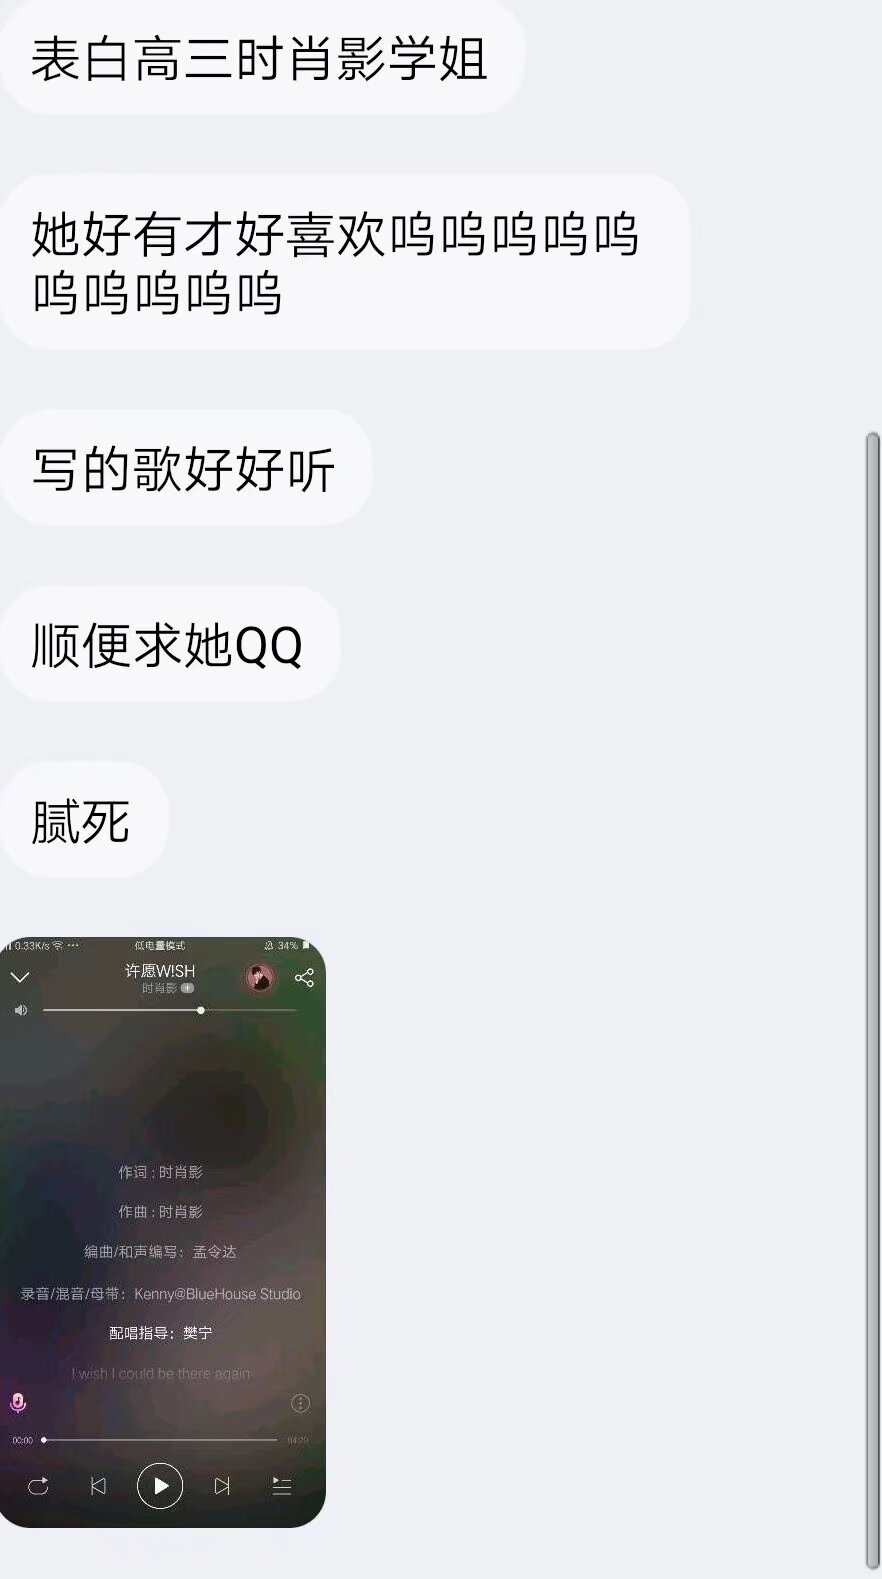 表白高三时肖影学姐
她好有才好喜欢呜呜呜呜呜
呜呜呜呜呜
写的歌好好听
顺便求她QQ
腻死
0.33K/s ··· 低电量模式 34%
许愿W!SH
时肖影
作词 : 时肖影
作曲 : 时肖影
编曲/和声编写：孟令达
录音/混音/母带：Kenny@BlueHouse Studio
配唱指导：樊宁
I wish I could be there again
00:00 04:20